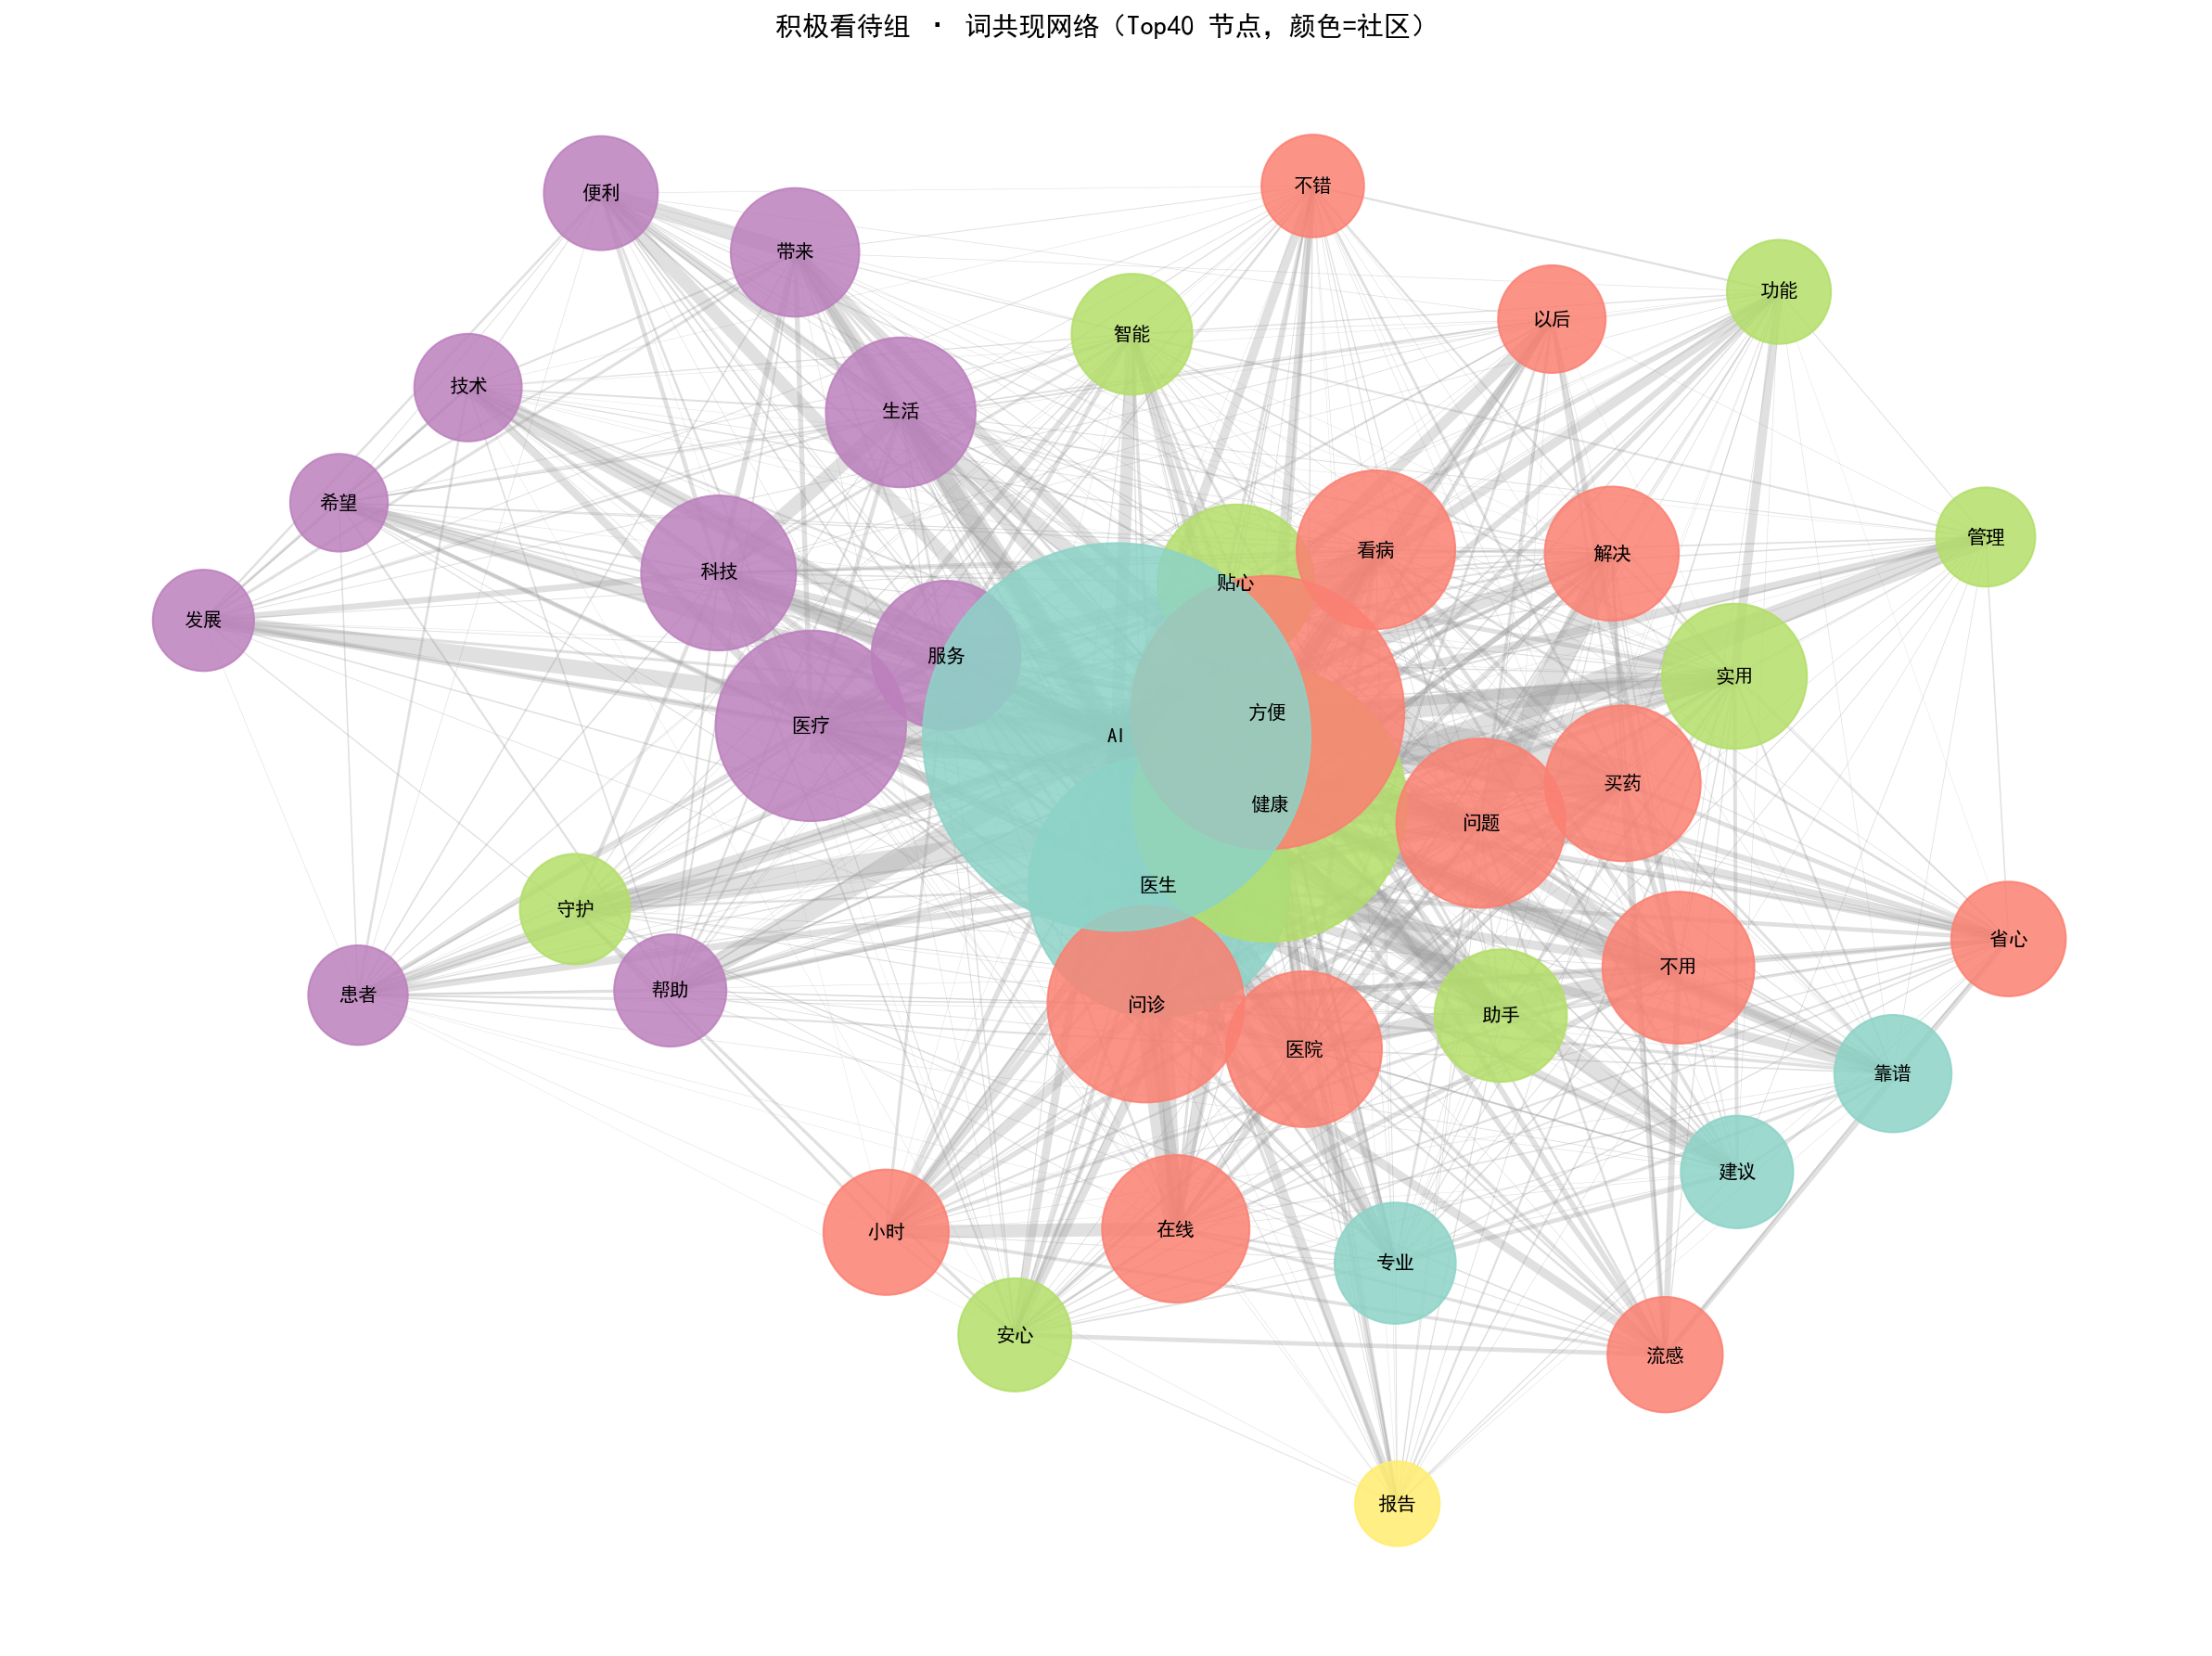 积极看待组 · 词共现网络（Top40 节点，颜色=社区）
不错
便利
带来
功能
以后
智能
技术
生活
希望
管理
看病
解决
科技
贴心
发展
服务
实用
方便
医疗
AI
买药
健康
问题
医生
守护
省心
不用
帮助
患者
问诊
助手
医院
靠谱
建议
在线
小时
专业
安心
流感
报告